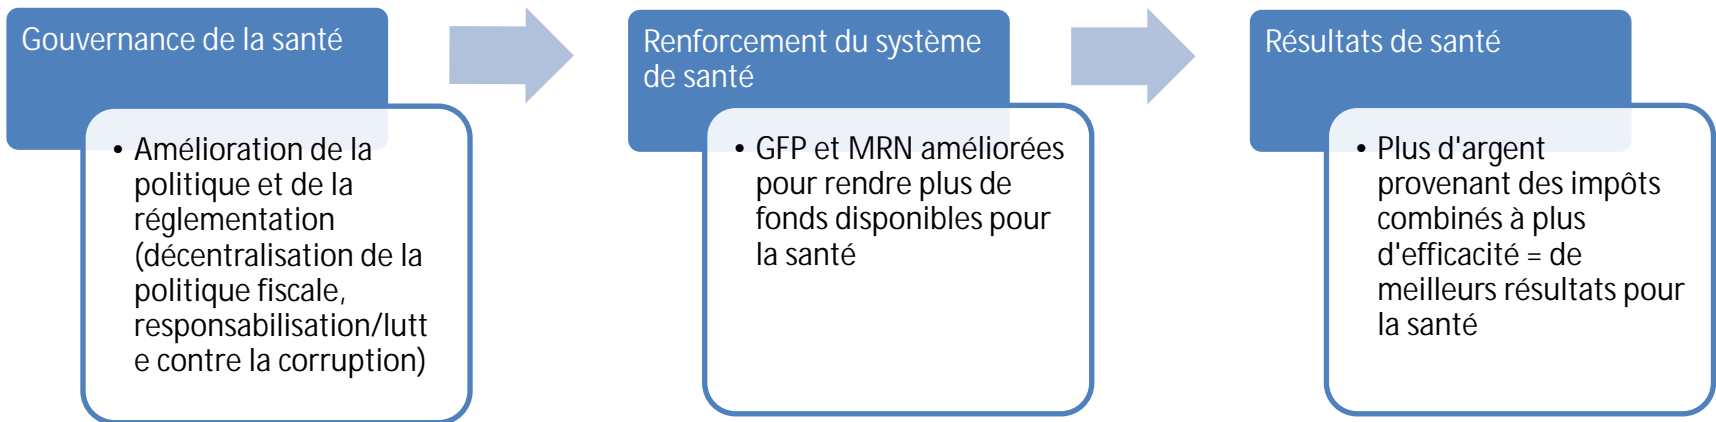 Gouvernance de la santé
• Amélioration de la
politique et de la
réglementation
(décentralisation de la
politique fiscale,
responsabilisation/lutt
e contre la corruption)
Renforcement du système
de santé
• GFP et MRN améliorées
pour rendre plus de
fonds disponibles pour
la santé
Résultats de santé
• Plus d'argent
provenant des impôts
combinés à plus
d'efficacité = de
meilleurs résultats pour
la santé